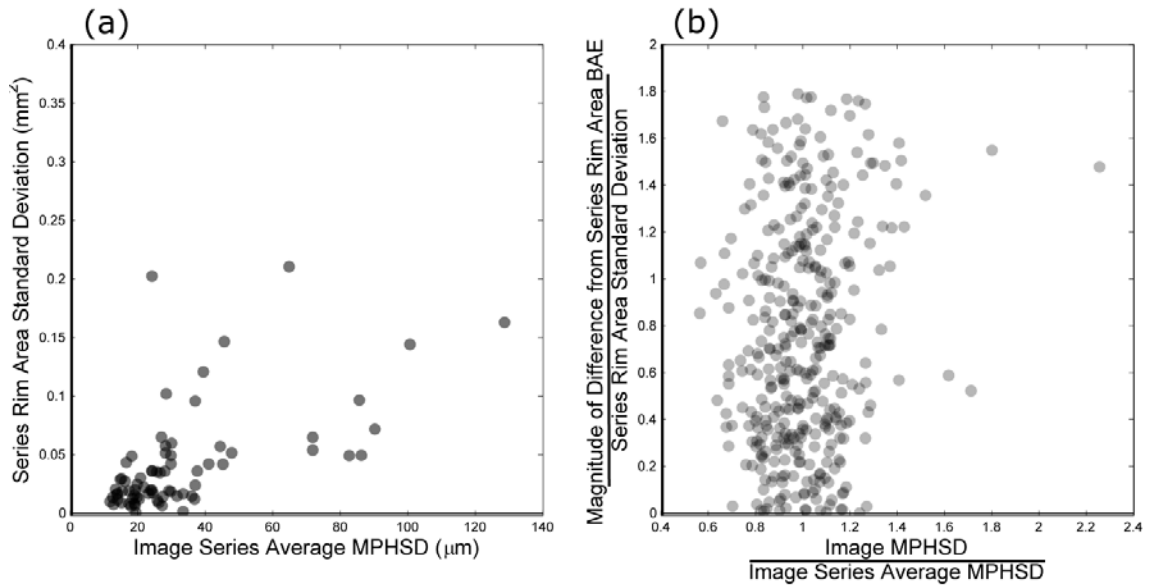 (a)
Series Rim Area Standard Deviation (mm²)
0.4
0.35
0.3
0.25
0.2
0.15
0.1
0.05
0
0 20 40 60 80 100 120 140
Image Series Average MPHSD (μm)
(b)
Magnitude of Difference from Series Rim Area BAE
Series Rim Area Standard Deviation
2
1.8
1.6
1.4
1.2
1
0.8
0.6
0.4
0.2
0
0.4 0.6 0.8 1.0 1.2 1.4 1.6 1.8 2 2.2 2.4
Image MPHSD
Image Series Average MPHSD